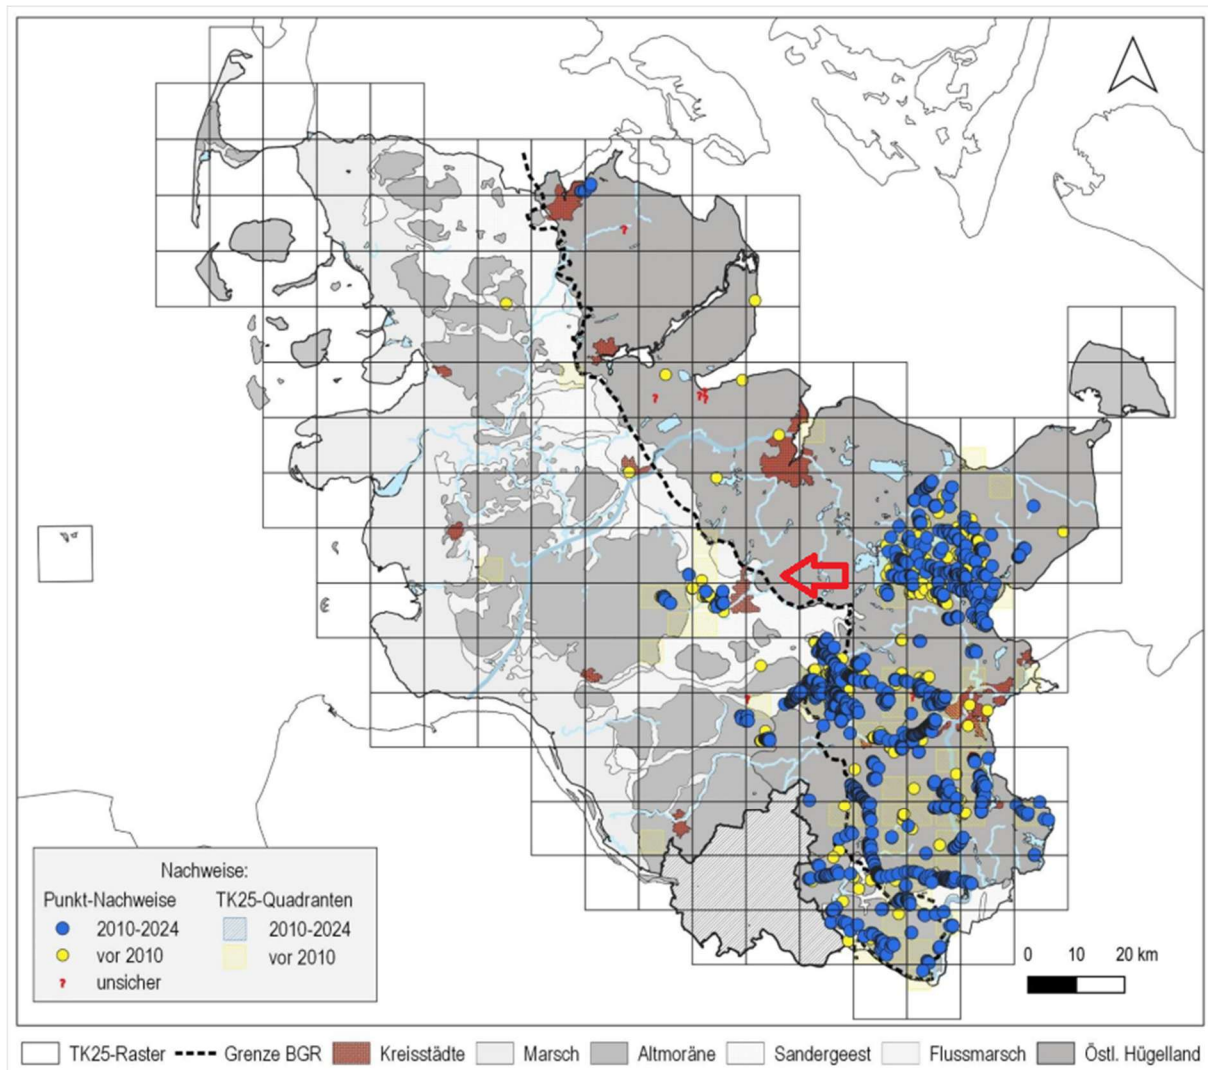 Nachweise:
Punkt-Nachweise TK25-Quadranten
2010-2024 2010-2024
vor 2010 vor 2010
? unsicher
0 10 20 km
TK25-Raster Grenze BGR Kreisstädte Marsch Altmoräne Sandergeest Flussmarsch Östl. Hügelland